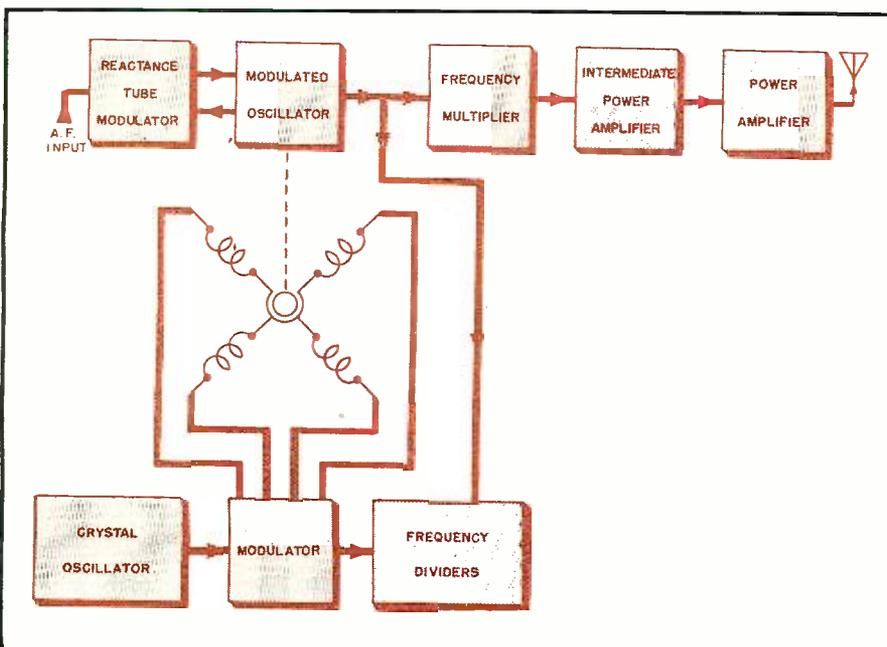 REACTANCE
TUBE
MODULATOR
MODULATED
OSCILLATOR
FREQUENCY
MULTIPLIER
INTERMEDIATE
POWER
AMPLIFIER
POWER
AMPLIFIER
A.F.
INPUT
CRYSTAL
OSCILLATOR
MODULATOR
FREQUENCY
DIVIDERS